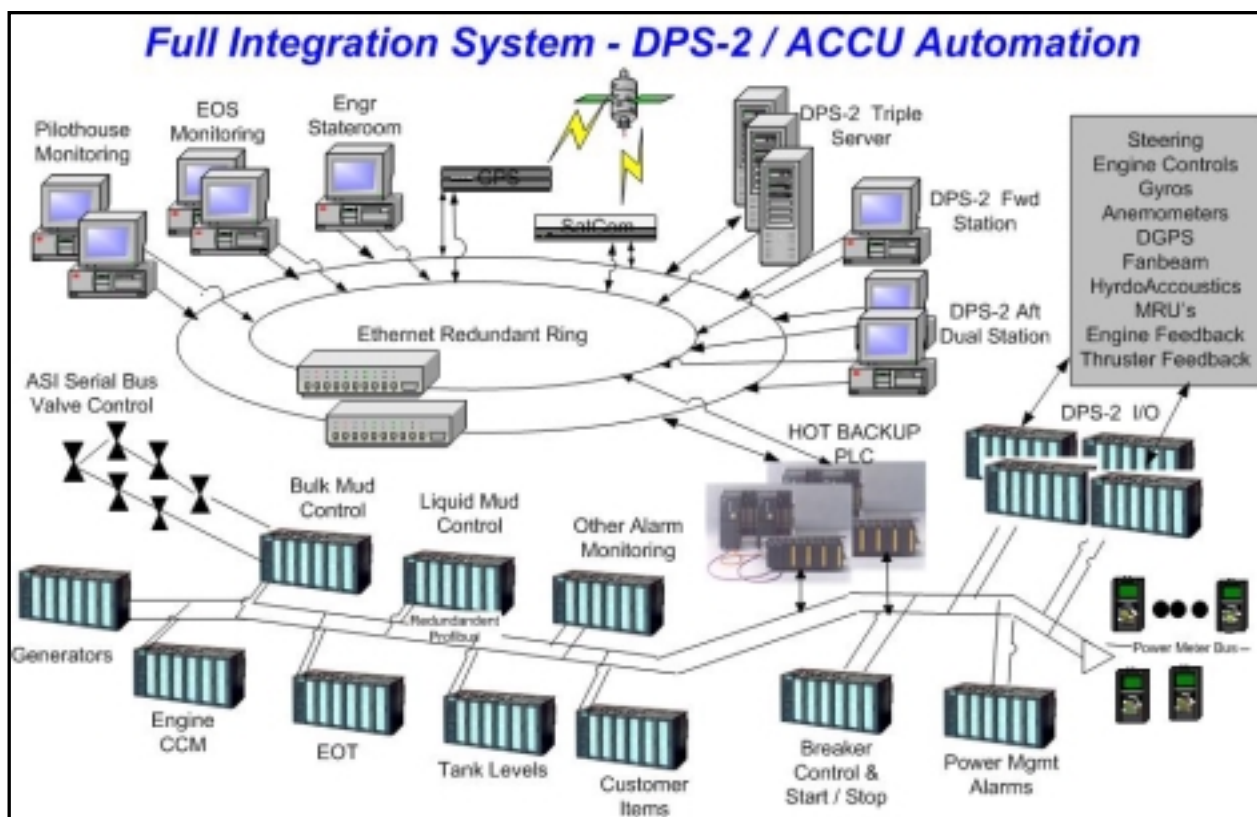 Full Integration System - DPS-2 / ACCU Automation
Pilothouse
Monitoring
EOS
Monitoring
Engr
Stateroom
GPS
SatCom
DPS-2 Triple
Server
DPS-2 Fwd
Station
DPS-2 Aft
Dual Station
Steering
Engine Controls
Gyros
Anemometers
DGPS
Fanbeam
HyrdoAccoustics
MRU's
Engine Feedback
Thruster Feedback
Ethernet Redundant Ring
ASI Serial Bus
Valve Control
DPS-2 I/O
HOT BACKUP
PLC
Bulk Mud
Control
Liquid Mud
Control
Other Alarm
Monitoring
Redundandent
Profibus
Generators
Engine
CCM
EOT
Tank Levels
Customer
Items
Breaker
Control &
Start / Stop
Power Mgmt
Alarms
Power Meter Bus